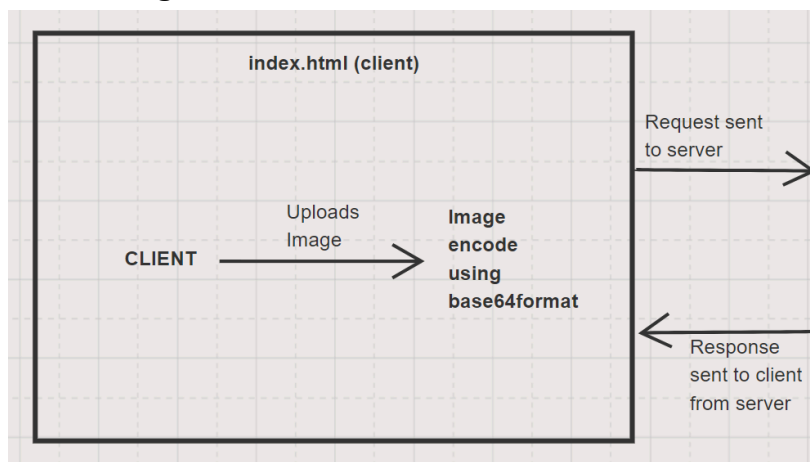 index.html (client)
Request sent
to server
Uploads
Image
CLIENT
Image
encode
using
base64format
Response
sent to client
from server